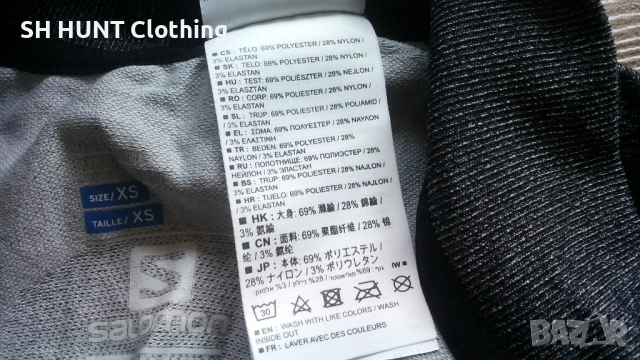 SH HUNT Clothing
CS: TĚLO: 69% POLYESTER / 28% NYLON /
3% ELASTAN
SK: TELO: 69% POLYESTER / 28% NYLON /
3% ELASTAN
HU: TEST: 69% POLIÉSZTER / 28% NEJLON /
3% ELASZTÁN
RO: CORP: 69% POLIESTER / 28% NYLON /
3% ELASTAN
SL: TRUP: 69% POLIESTER / 28% POLIAMID /
3% ELASTAN
EL: ΣΩΜΑ: 69% ΠΟΛΥΕΣΤΕΡ / 28% ΝΑΥΛΟΝ
/ 3% ΕΛΑΣΤΙΝΗ
TR: BEDEN: 69% POLYESTER / 28%
NAYLON / 3% ELASTAN
RU: ПОЛОТНИЩЕ: 69% ПОЛИЭСТЕР / 28%
НЕЙЛОН / 3% ЭЛАСТАН
BS: TRUP: 69% POLIESTER / 28% NAJLON /
3% ELASTAN
HR: TIJELO: 69% POLIESTER / 28% NAJLON
/ 3% ELASTAN
HK: 大身: 69% 滌綸 / 28% 錦綸 /
3% 氨綸
CN: 面料: 69% 聚酯纤维 / 28% 锦
纶 / 3% 氨纶
JP: 本体: 69% ポリエステル /
28% ナイロン / 3% ポリウレタン
30
EN: WASH WITH LIKE COLORS / WASH
INSIDE OUT
FR: LAVER AVEC DES COULEURS
SIZE/ XS
TAILLE/ XS
salomon
BAZAR